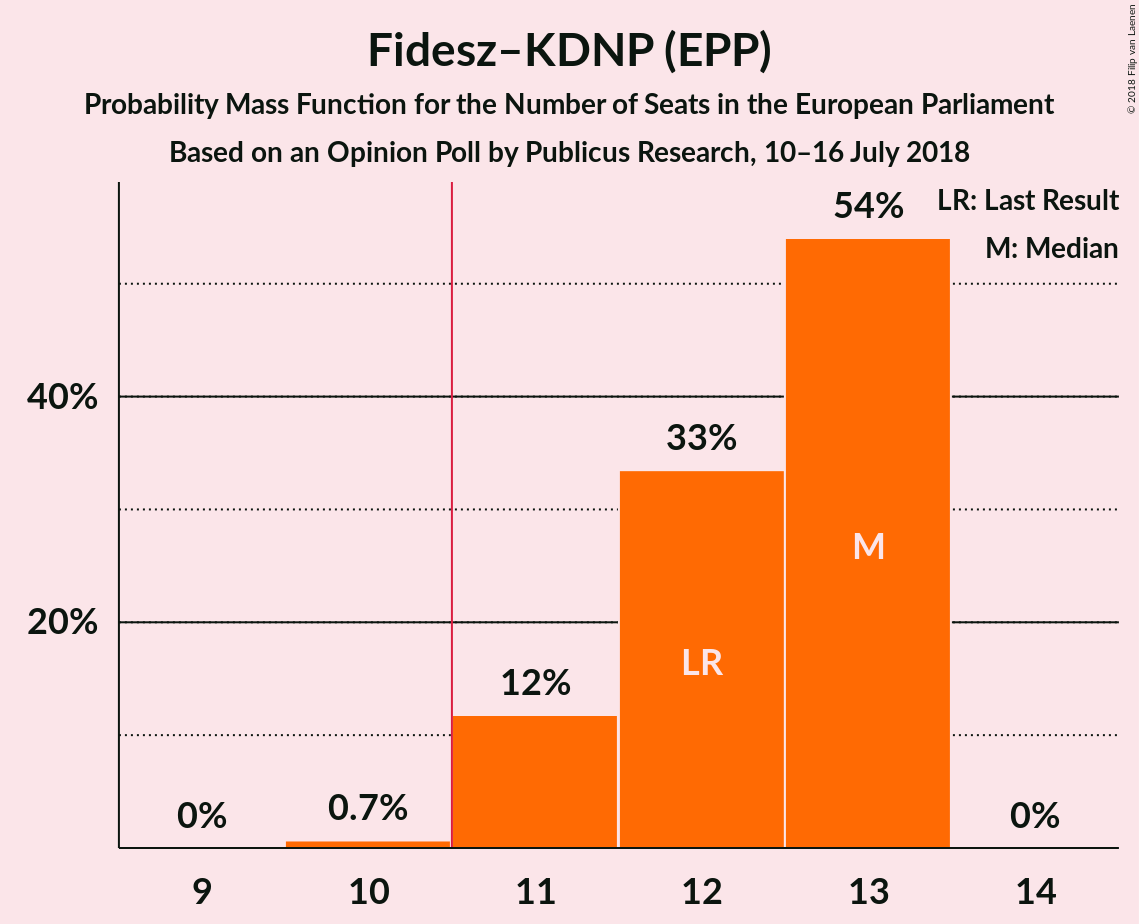 Fidesz–KDNP (EPP)
Probability Mass Function for the Number of Seats in the European Parliament
Based on an Opinion Poll by Publicus Research, 10–16 July 2018
© 2018 Filip van Laenen
LR: Last Result
M: Median
54%
40%
33%
M
20%
LR
12%
0%
0.7%
0%
9
10
11
12
13
14